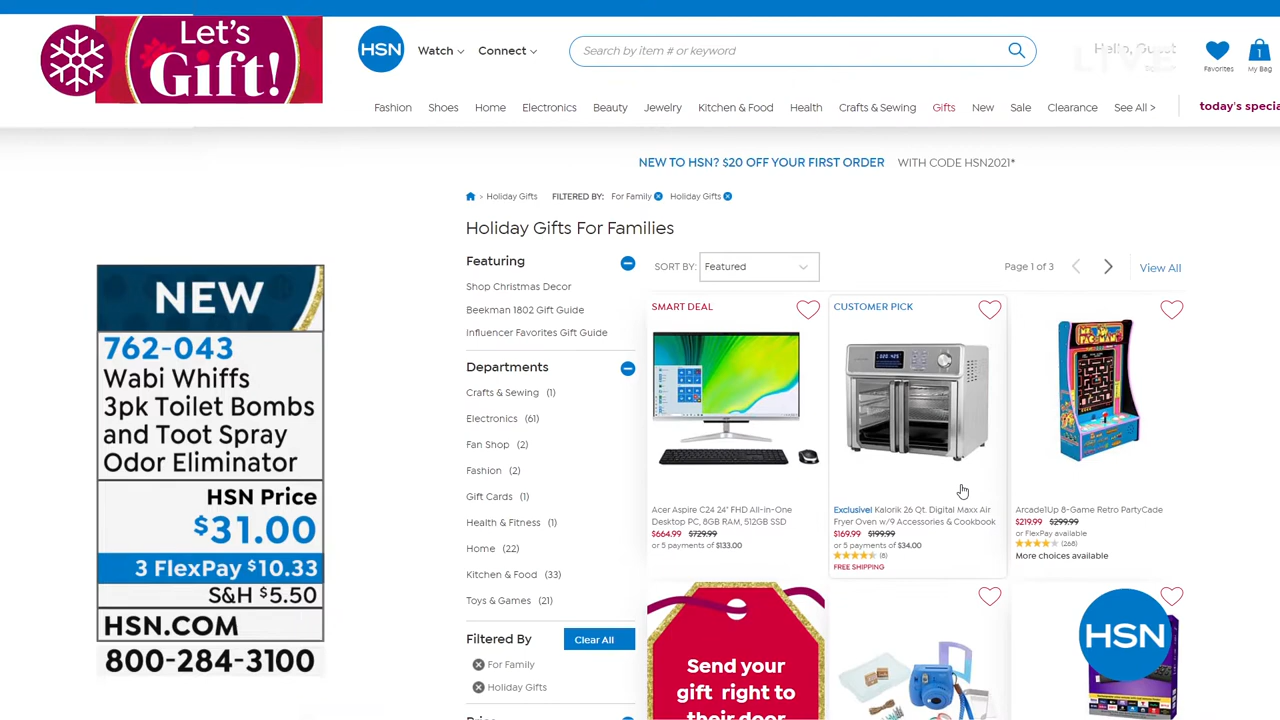 Let's
Gift!
HSN
Watch
Connect
Search by item # or keyword
Hello, Guest
LIVE
Favorites
1
My Bag
Fashion
Shoes
Home
Electronics
Beauty
Jewelry
Kitchen & Food
Health
Crafts & Sewing
Gifts
New
Sale
Clearance
See All >
today's specia
NEW TO HSN? $20 OFF YOUR FIRST ORDER WITH CODE HSN2021*
> Holiday Gifts FILTERED BY: For Family Holiday Gifts
Holiday Gifts For Families
Featuring
Shop Christmas Decor
Beekman 1802 Gift Guide
Influencer Favorites Gift Guide
Departments
Crafts & Sewing (1)
Electronics (61)
Fan Shop (2)
Fashion (2)
Gift Cards (1)
Health & Fitness (1)
Home (22)
Kitchen & Food (33)
Toys & Games (21)
Filtered By
Clear All
For Family
Holiday Gifts
SORT BY: Featured
Page 1 of 3
View All
SMART DEAL
Acer Aspire C24 24" FHD All-in-One
Desktop PC, 8GB RAM, 512GB SSD
$664.99 $729.99
or 5 payments of $133.00
CUSTOMER PICK
Exclusive! Kalorik 26 Qt. Digital Maxx Air
Fryer Oven w/9 Accessories & Cookbook
$169.99 $199.99
or 5 payments of $34.00
(8)
FREE SHIPPING
Arcade1Up 8-Game Retro PartyCade
$219.99 $299.99
or FlexPay available
(268)
More choices available
Send your
gift right to
their door
HSN
NEW
762-043
Wabi Whiffs
3pk Toilet Bombs
and Toot Spray
Odor Eliminator
HSN Price
$31.00
3 FlexPay $10.33
S&H $5.50
HSN.COM
800-284-3100